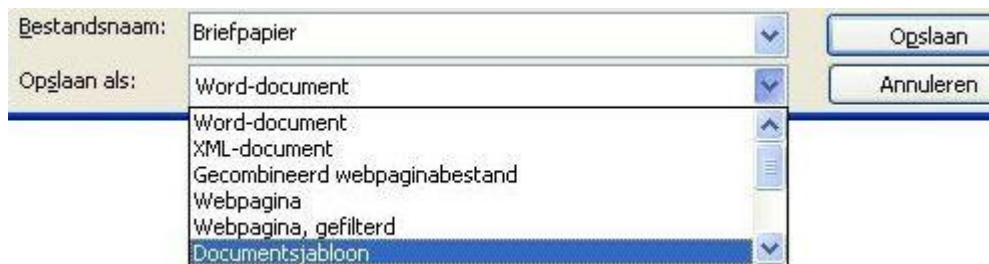 Bestandsnaam: Briefpapier Opslaan
Opslaan als: Word-document Annuleren
Word-document
XML-document
Gecombineerd webpaginabestand
Webpagina
Webpagina, gefilterd
Documentsjabloon